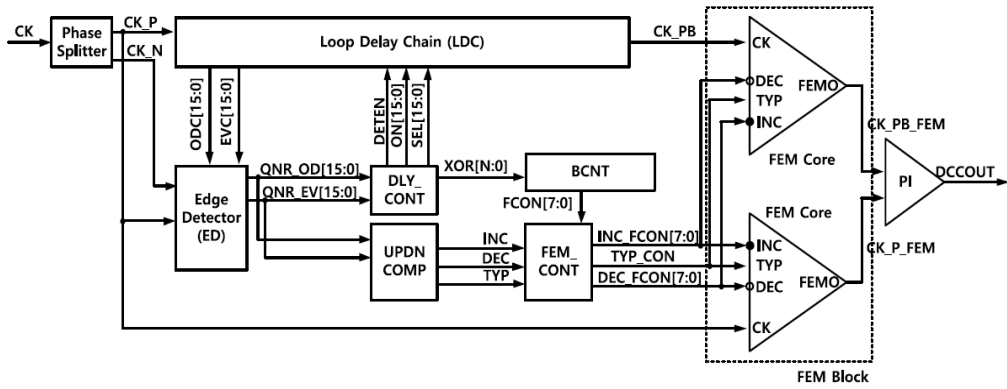 CK
Phase
Splitter
CK_P
CK_N
Loop Delay Chain (LDC)
CK_PB
ODC[15:0]
EVC[15:0]
DETEN
ON[15:0]
SEL[15:0]
Edge
Detector
(ED)
QNR_OD[15:0]
QNR_EV[15:0]
DLY_
CONT
XOR[N:0]
BCNT
FCON[7:0]
UPDN
COMP
INC
DEC
TYP
FEM_
CONT
INC_FCON[7:0]
TYP_CON
DEC_FCON[7:0]
CK
DEC
TYP
INC
FEMO
FEM Core
CK_PB_FEM
FEM Core
INC
TYP
DEC
CK
FEMO
CK_P_FEM
PI
DCCOUT
FEM Block